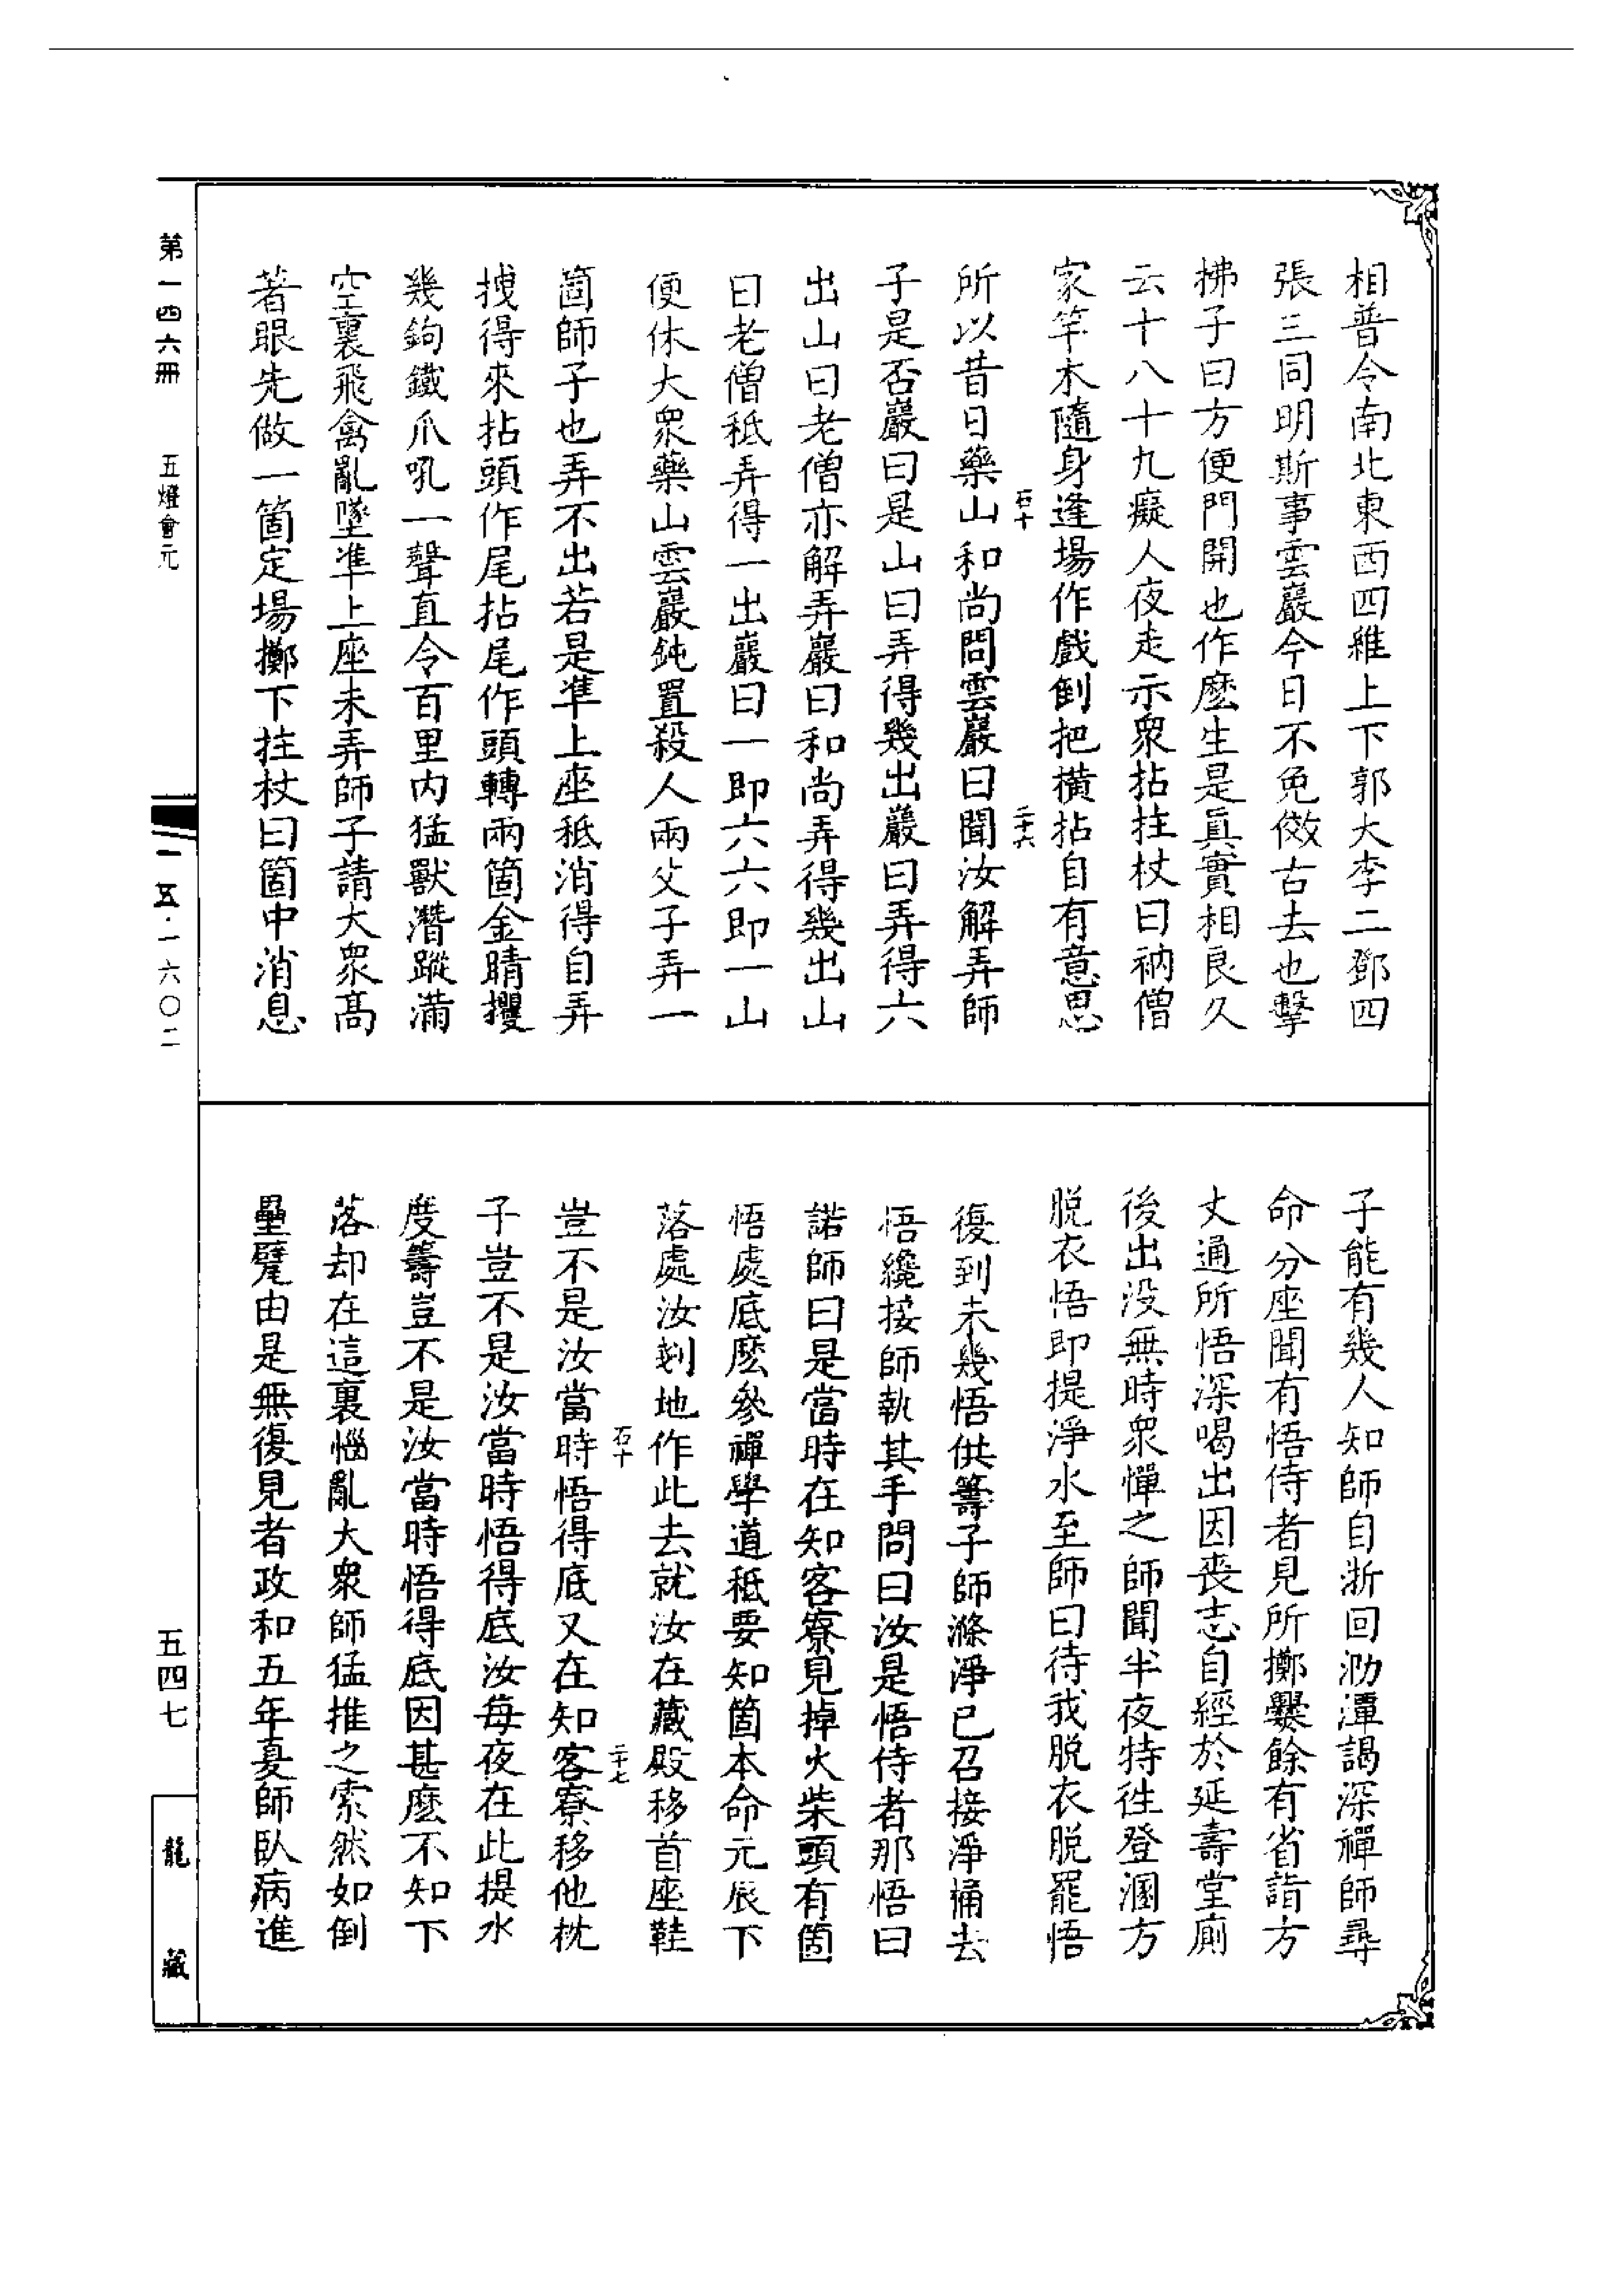 相普令南北東西四維上下郭大李二鄧四
張三同明斯事雲巖今日不免傚古去也擊
拂子曰方便門開也作麽生是眞實相良久
云十八十九癡人夜走示衆拈拄杖曰衲僧
家竿木隨身逢場作戲倒把橫拈自有意思
石十
二十六
所以昔日藥山和尚問雲巖曰聞汝解弄師
子是否巖曰是山曰弄得幾出巖曰弄得六
出山曰老僧亦解弄巖曰和尚弄得幾出山
曰老僧秪弄得一出巖曰一即六六即一山
便休大衆藥山雲巖鈍置殺人兩父子弄一
箇師子也弄不出若是準上座秪消得自弄
拽得來拈頭作尾拈尾作頭轉兩箇金睛攫
幾鉤鐵爪吼一聲直令百里内猛獸潛蹤滿
空裏飛禽亂墜準上座未弄師子請大衆髙
著眼先做一箇定場擲下拄杖曰箇中消息
子能有幾人知師自浙回泐潭謁深禪師尋
命分座聞有悟侍者見所擲爨餘有省詣方
丈通所悟深喝出因喪志自經於延壽堂廁
後出没無時衆憚之師聞半夜特徃登溷方
脱衣悟即提淨水至師曰待我脱衣脱罷悟
復到未幾悟供籌子師滌淨已召接淨桶去
悟纔接師執其手問曰汝是悟侍者那悟曰
諾師曰是當時在知客寮見掉火柴頭有箇
悟處底麽參禪學道秪要知箇本命元辰下
落處汝剗地作此去就汝在藏殿移首座鞋
石十
二十七
豈不是汝當時悟得底又在知客寮移他枕
子豈不是汝當時悟得底汝每夜在此提水
度籌豈不是汝當時悟得底因甚麽不知下
落却在這裏惱亂大衆師猛推之索然如倒
壘甓由是無復見者政和五年夏師臥病進
第一四六冊
五燈會元
一五·一六〇二
五四七
龍藏